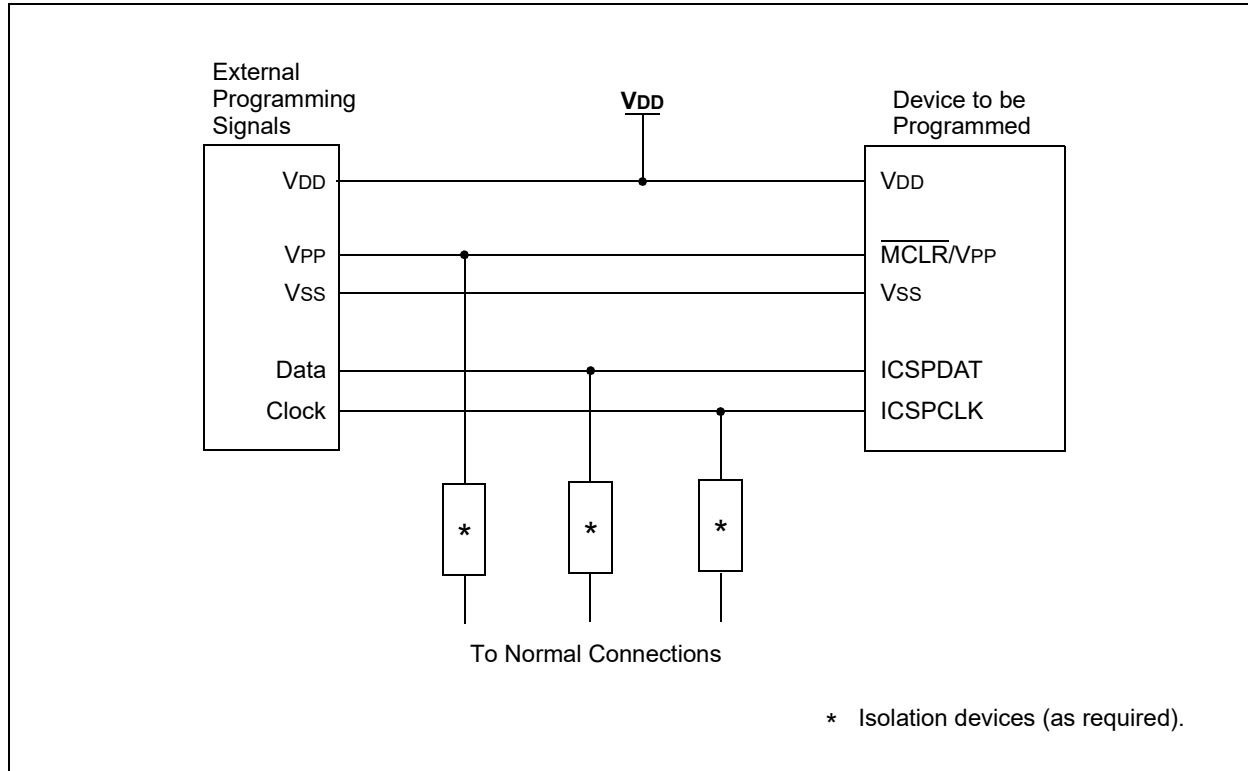 External
Programming
Signals
VDD
Device to be
Programmed
VDD
VDD
VPP
MCLR/VPP
VSS
VSS
Data
ICSPDAT
Clock
ICSPCLK
*
*
*
To Normal Connections
* Isolation devices (as required).